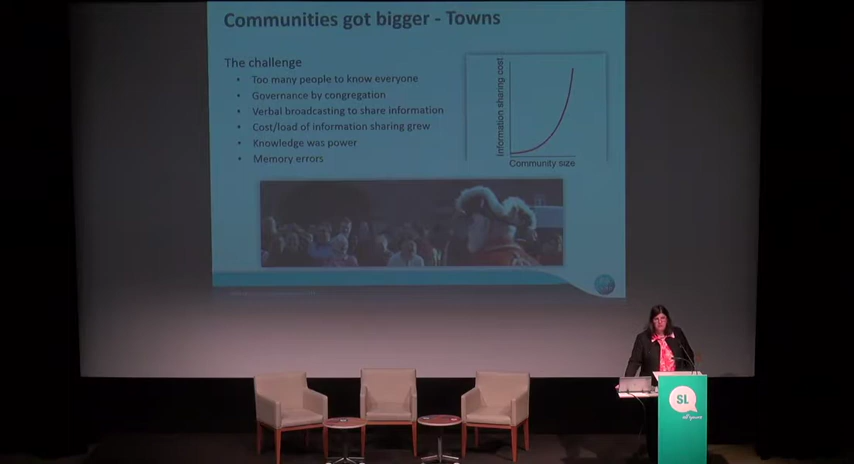 Communities got bigger - Towns
The challenge
• Too many people to know everyone
• Governance by congregation
• Verbal broadcasting to share information
• Cost/load of information sharing grew
• Knowledge was power
• Memory errors
Information sharing cost
Community size
SL